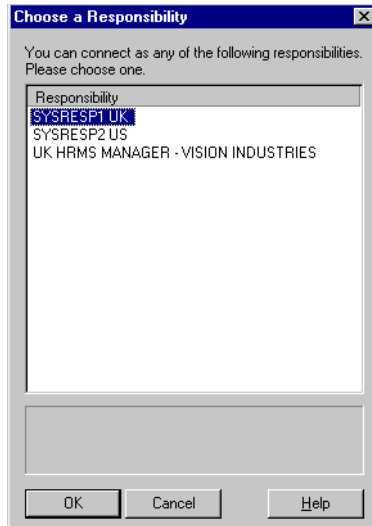 Choose a Responsibility
You can connect as any of the following responsibilities.
Please choose one.
Responsibility
SYSRESP1 UK
SYSRESP2 US
UK HRMS MANAGER - VISION INDUSTRIES
OK
Cancel
Help